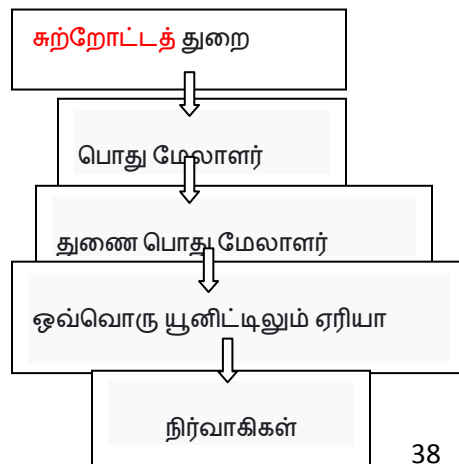 சுற்றோட்டத் துறை
பொது மேலாளர்
துணை பொது மேலாளர்
ஒவ்வொரு யூனிட்டிலும் ஏரியா
நிர்வாகிகள்
38